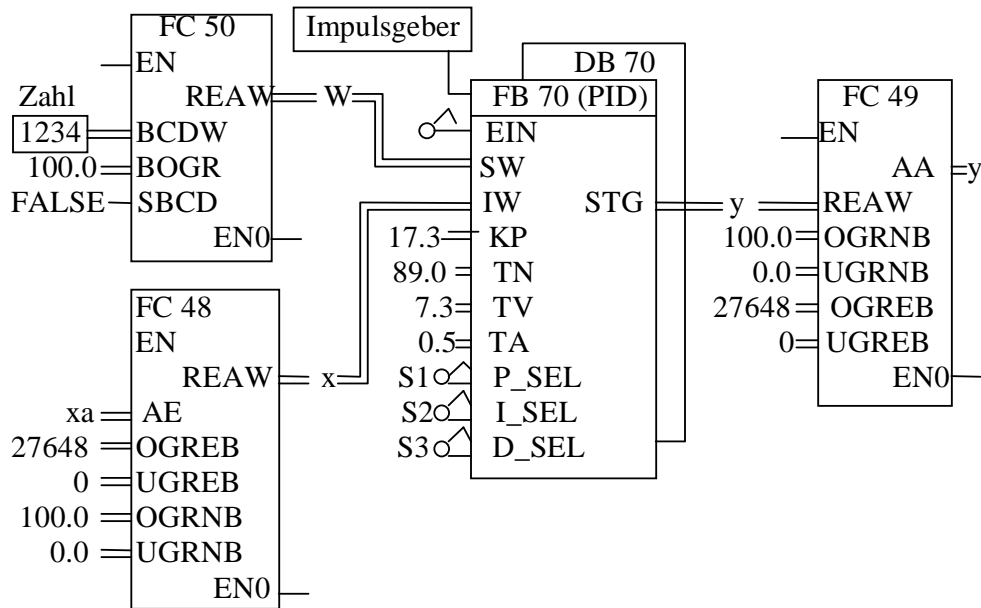 FC 50
EN
REAW
W
Zahl
1234
BCDW
100.0
BOGR
FALSE
SBCD
EN0
FC 48
EN
REAW
x
xa
AE
27648
OGREB
0
UGREB
100.0
OGRNB
0.0
UGRNB
EN0
Impulsgeber
DB 70
FB 70 (PID)
EIN
SW
IW
STG
y
17.3
KP
89.0
TN
7.3
TV
0.5
TA
S1
P_SEL
S2
I_SEL
S3
D_SEL
FC 49
EN
AA
y
REAW
100.0
OGRNB
0.0
UGRNB
27648
OGREB
0
UGREB
EN0